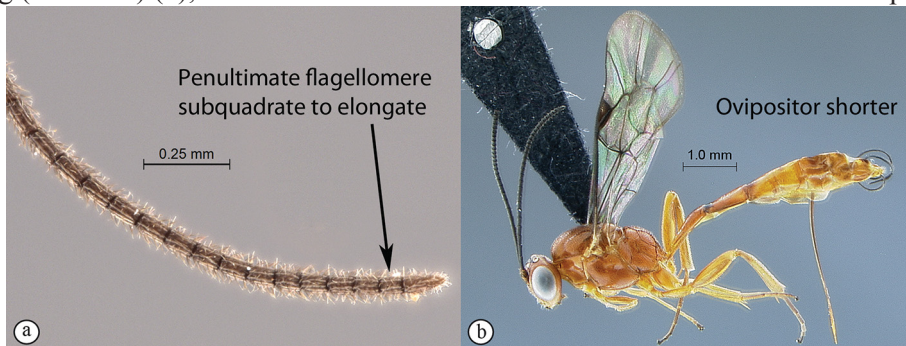 Penultimate flagellomere
subquadrate to elongate
0.25 mm
a
Ovipositor shorter
1.0 mm
b